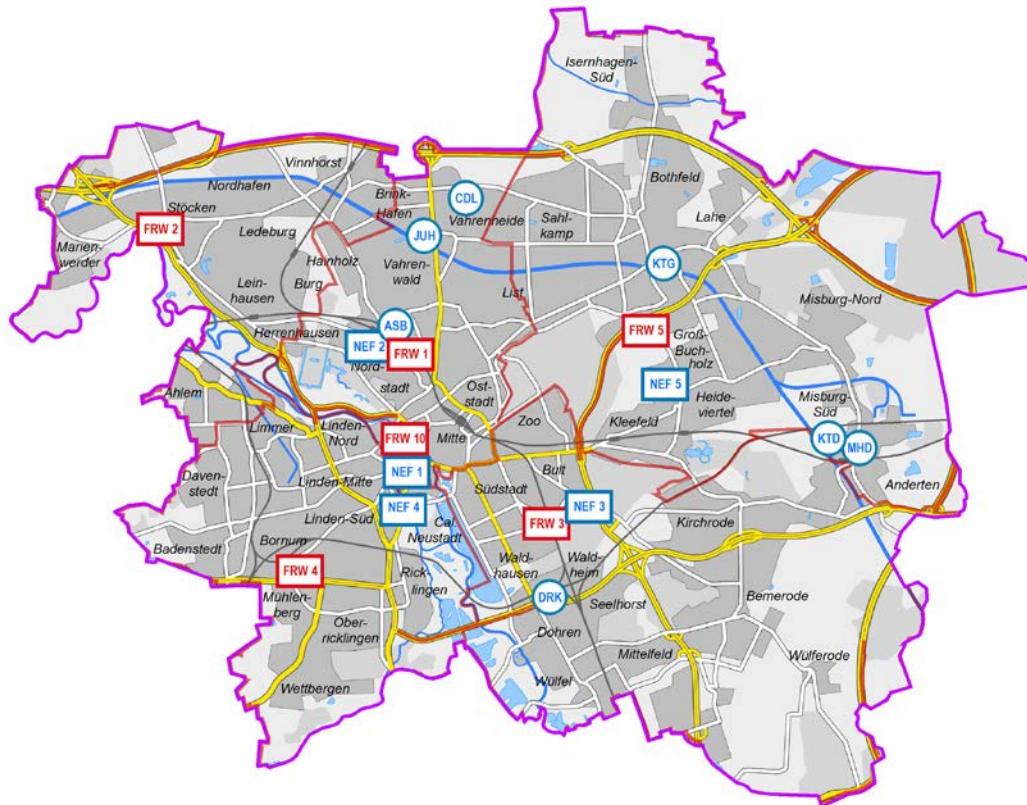 Isernhagen-
Süd
Vinnhorst
Nordhafen
Brink-
Hafen
CDL
Vahrenheide
Bothfeld
Stöcken
FRW 2
Ledeburg
JUH
Sahl-
kamp
Lahe
Marien-
werder
Hainholz
Vahren-
wald
KTG
Lein-
hausen
Burg
List
Misburg-Nord
Herrenhausen
ASB
NEF 2
FRW 1
FRW 5
Groß-
Buch-
holz
Nord-
stadt
Ost-
stadt
NEF 5
Heide-
viertel
Ahlem
Limmer
Linden-
Nord
FRW 10
Mitte
Zoo
Kleefeld
Misburg-
Süd
KTD
MHD
Daven-
stedt
Linden-Mitte
NEF 1
Südstadt
Bult
Anderten
NEF 4
Linden-Süd
Cal.
Neustadt
FRW 3
NEF 3
Kirchrode
Badenstedt
Bornum
Wald-
hausen
Wald-
heim
FRW 4
Mühlen-
berg
Rick-
lingen
DRK
Seelhorst
Bemerode
Ober-
ricklingen
Döhren
Mittelfeld
Wülferode
Wettbergen
Wülfel